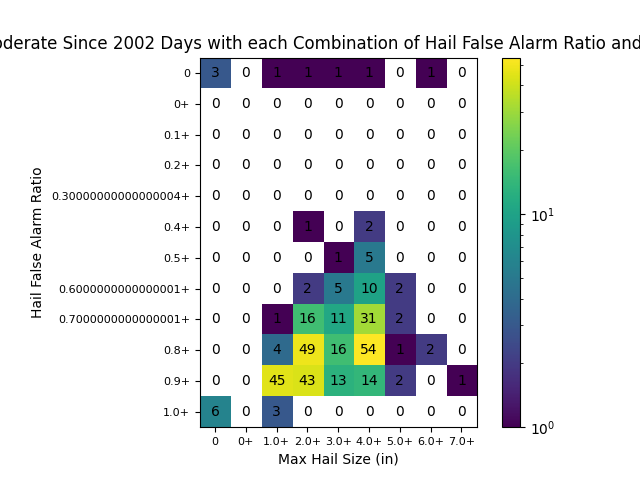 oderate Since 2002 Days with each Combination of Hail False Alarm Ratio and
0 3 0 1 1 1 1 0 1 0
0+ 0 0 0 0 0 0 0 0 0
0.1+ 0 0 0 0 0 0 0 0 0
0.2+ 0 0 0 0 0 0 0 0 0
0.30000000000000004+ 0 0 0 0 0 0 0 0 0
0.4+ 0 0 0 1 0 2 0 0 0
0.5+ 0 0 0 0 1 5 0 0 0
0.6000000000000001+ 0 0 0 2 5 10 2 0 0
0.7000000000000001+ 0 0 1 16 11 31 2 0 0
0.8+ 0 0 4 49 16 54 1 2 0
0.9+ 0 0 45 43 13 14 2 0 1
1.0+ 6 0 3 0 0 0 0 0 0
0 0+ 1.0+ 2.0+ 3.0+ 4.0+ 5.0+ 6.0+ 7.0+
Max Hail Size (in)
Hail False Alarm Ratio
10¹
10⁰